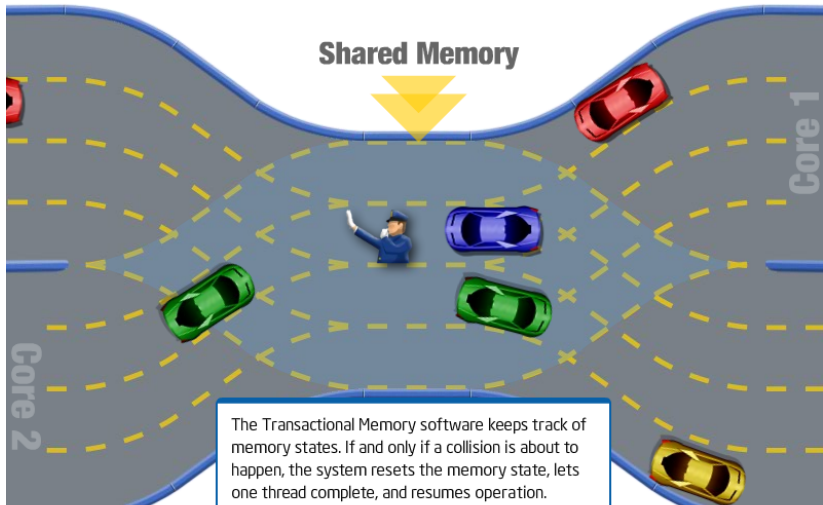 Shared Memory
Core 1
Core 2
The Transactional Memory software keeps track of
memory states. If and only if a collision is about to
happen, the system resets the memory state, lets
one thread complete, and resumes operation.